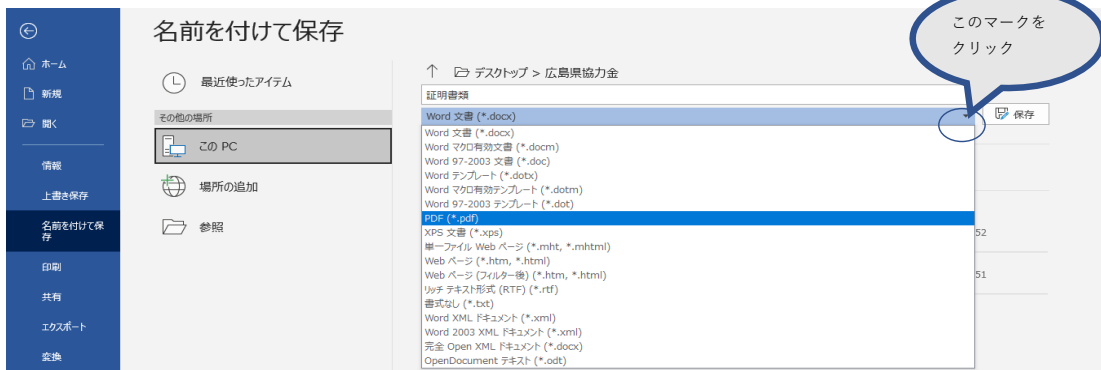 名前を付けて保存
このマークを
クリック
ホーム
新規
開く
情報
上書き保存
名前を付けて保
存
印刷
共有
エクスポート
変換
最近使ったアイテム
その他の場所
この PC
場所の追加
参照
デスクトップ > 広島県協力金
証明書類
Word 文書 (*.docx)
保存
Word 文書 (*.docx)
Word マクロ有効文書 (*.docm)
Word 97-2003 文書 (*.doc)
Word テンプレート (*.dotx)
Word マクロ有効テンプレート (*.dotm)
Word 97-2003 テンプレート (*.dot)
PDF (*.pdf)
XPS 文書 (*.xps)
単一ファイル Web ページ (*.mht, *.mhtml)
Web ページ (*.htm, *.html)
Web ページ (フィルター後) (*.htm, *.html)
リッチ テキスト形式 (RTF) (*.rtf)
書式なし (*.txt)
Word XML ドキュメント (*.xml)
Word 2003 XML ドキュメント (*.xml)
完全 Open XML ドキュメント (*.docx)
OpenDocument テキスト (*.odt)
52
51